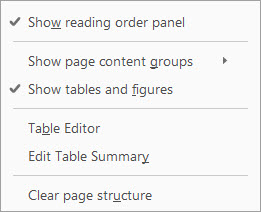 Show reading order panel
Show page content groups
Show tables and figures
Table Editor
Edit Table Summary
Clear page structure